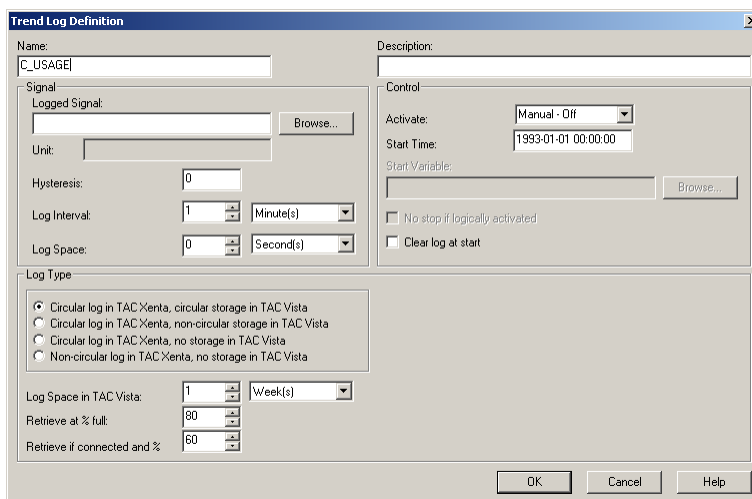 Trend Log Definition
Name:
C_USAGE
Description:
Signal
Logged Signal:
Browse...
Unit:
Hysteresis:
0
Log Interval:
1
Minute(s)
Log Space:
0
Second(s)
Control
Activate:
Manual - Off
Start Time:
1993-01-01 00:00:00
Start Variable:
Browse...
No stop if logically activated
Clear log at start
Log Type
Circular log in TAC Xenta, circular storage in TAC Vista
Circular log in TAC Xenta, non-circular storage in TAC Vista
Circular log in TAC Xenta, no storage in TAC Vista
Non-circular log in TAC Xenta, no storage in TAC Vista
Log Space in TAC Vista:
1
Week(s)
Retrieve at % full:
80
Retrieve if connected and %
60
OK
Cancel
Help